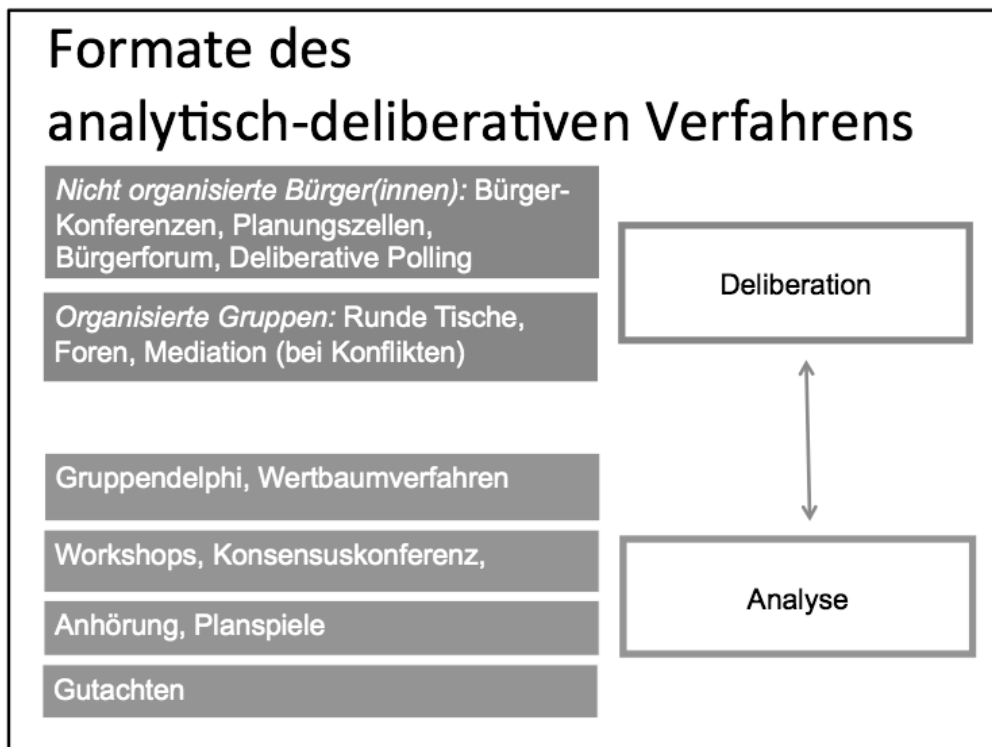 Formate des
analytisch-deliberativen Verfahrens
Nicht organisierte Bürger(innen): Bürger-
Konferenzen, Planungszellen,
Bürgerforum, Deliberative Polling
Organisierte Gruppen: Runde Tische,
Foren, Mediation (bei Konflikten)
Deliberation
Gruppendelphi, Wertbaumverfahren
Workshops, Konsensuskonferenz,
Anhörung, Planspiele
Gutachten
Analyse